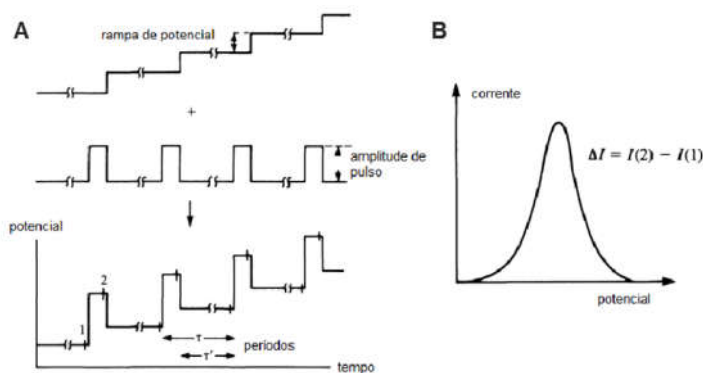 A
rampa de potencial
+
amplitude de
pulso
potencial
1
2
τ
τ'
períodos
tempo
B
corrente
ΔI = I(2) − I(1)
potencial